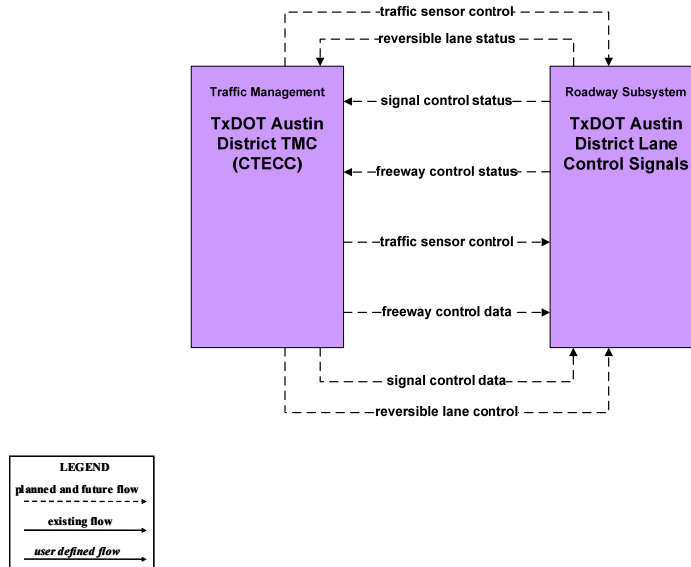 traffic sensor control
reversible lane status
Traffic Management
TxDOT Austin
District TMC
(CTECC)
Roadway Subsystem
TxDOT Austin
District Lane
Control Signals
signal control status
freeway control status
traffic sensor control
freeway control data
signal control data
reversible lane control
LEGEND
planned and future flow
existing flow
user defined flow